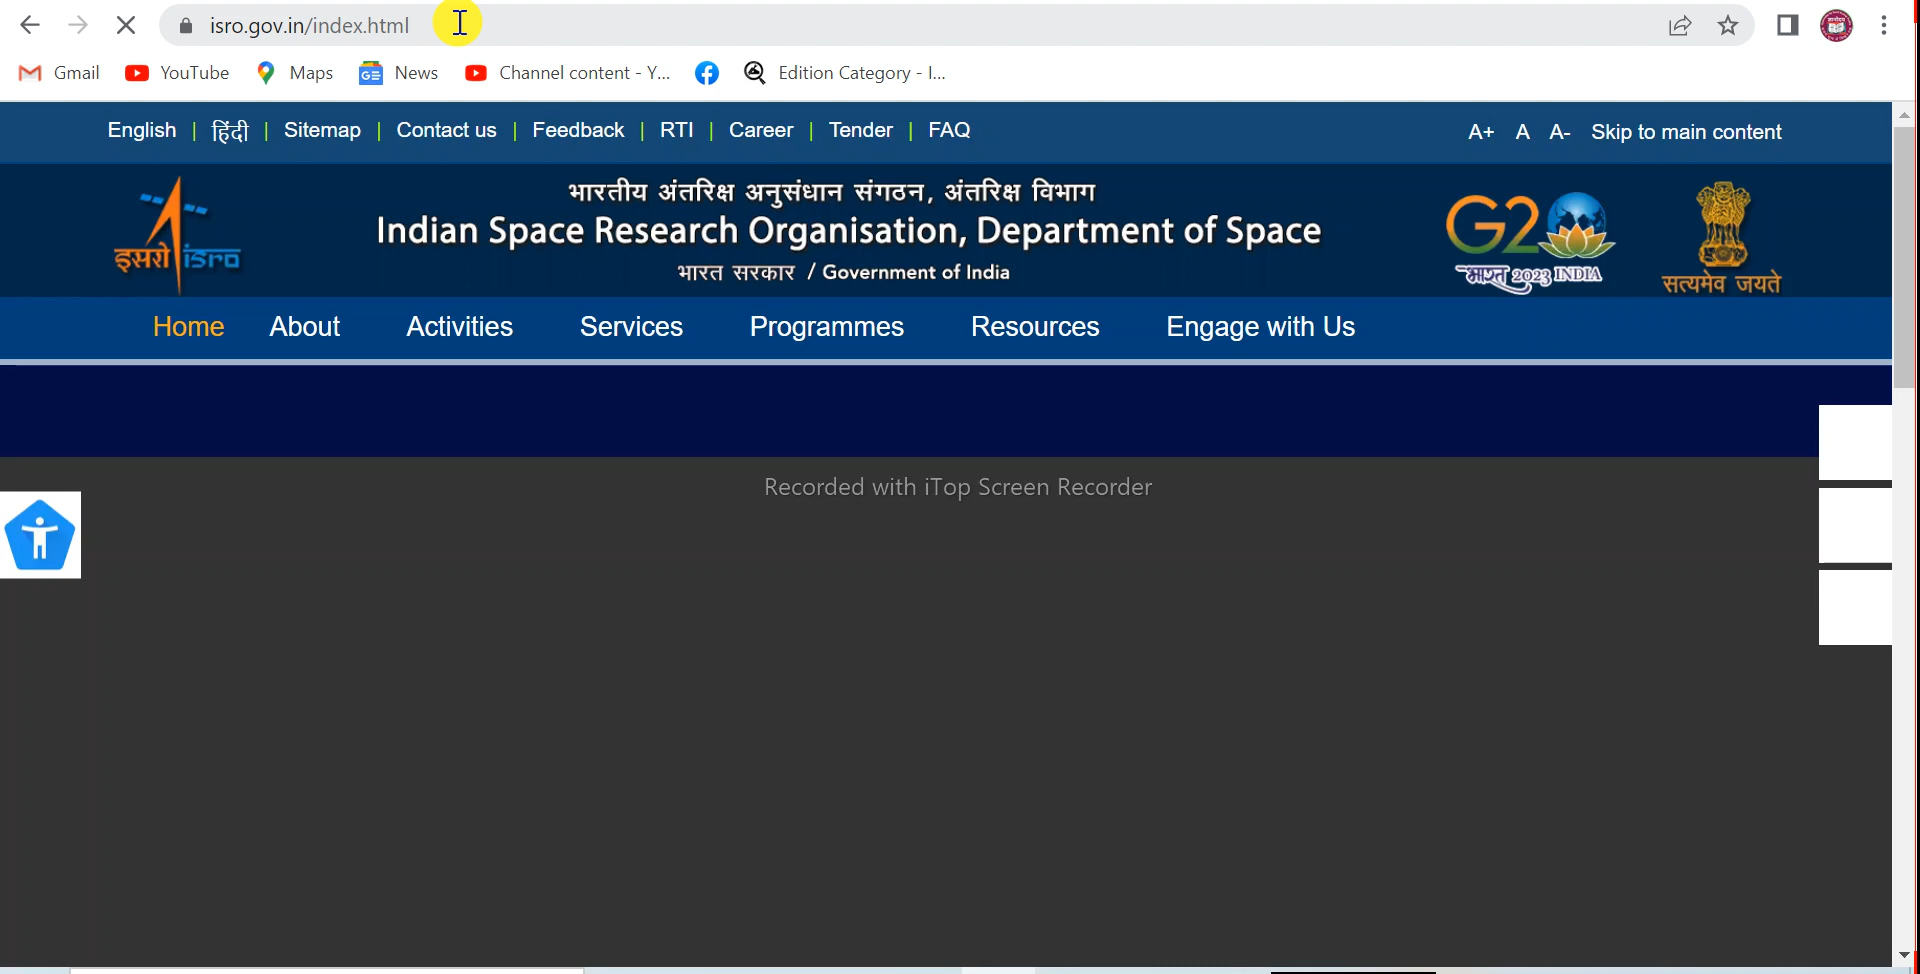 isro.gov.in/index.html
Gmail YouTube Maps News Channel content - Y... Edition Category - I...
English | हिंदी | Sitemap | Contact us | Feedback | RTI | Career | Tender | FAQ A+ A A- Skip to main content
भारतीय अंतरिक्ष अनुसंधान संगठन, अंतरिक्ष विभाग
Indian Space Research Organisation, Department of Space
भारत सरकार / Government of India
इसरो isro
G20
भारत 2023 INDIA
सत्यमेव जयते
Home About Activities Services Programmes Resources Engage with Us
Recorded with iTop Screen Recorder